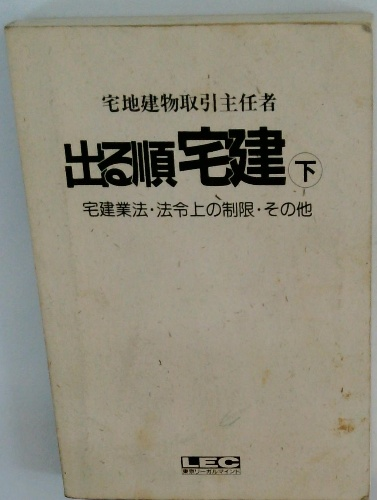 宅地建物取引主任者
出る順宅建 下
宅建業法・法令上の制限・その他
LEC
東京リーガルマインド